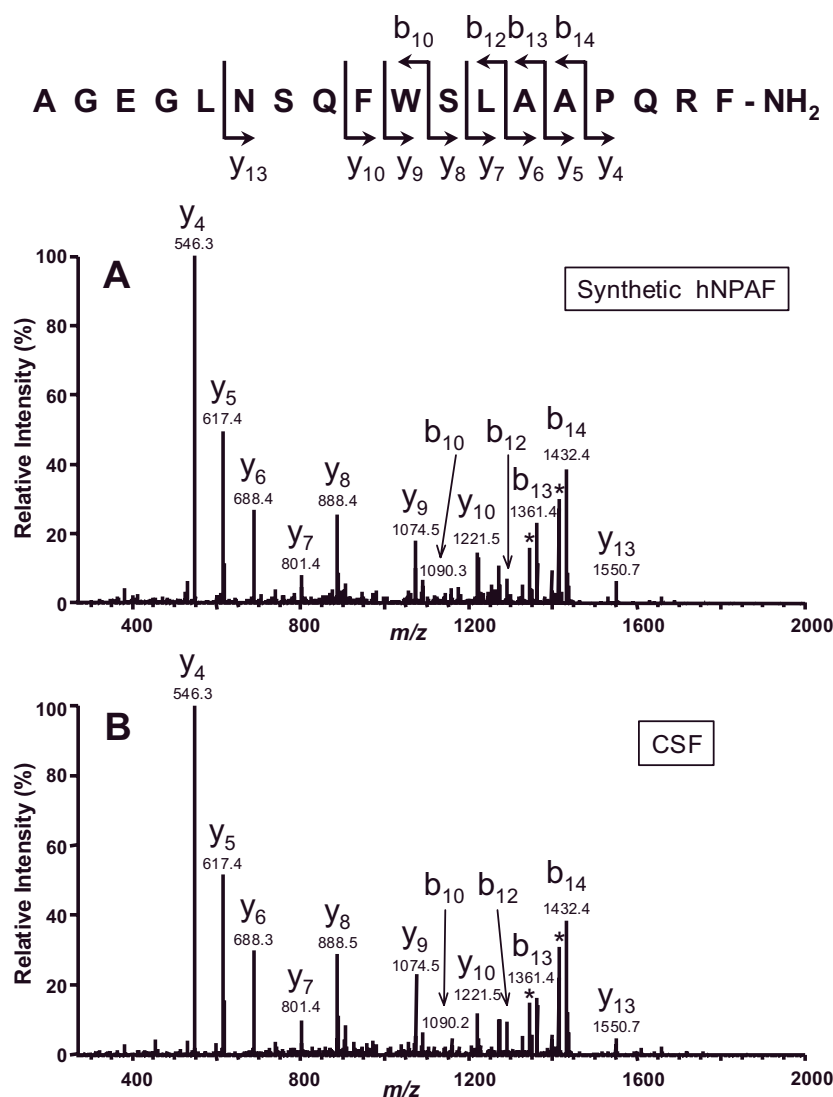 b10 b12 b13 b14
A G E G L N S Q F W S L A A P Q R F - NH2
y13 y10 y9 y8 y7 y6 y5 y4
A
Synthetic hNPAF
Relative Intensity (%)
100
80
60
40
20
0
y4
546.3
y5
617.4
y6
688.4
y7
801.4
y8
888.4
y9
1074.5
b10
1090.3
y10
1221.5
b12
*
b13
1361.4
*
b14
1432.4
y13
1550.7
400 800 1200 1600 2000
m/z
B
CSF
Relative Intensity (%)
100
80
60
40
20
0
y4
546.3
y5
617.4
y6
688.3
y7
801.4
y8
888.5
y9
1074.5
b10
1090.2
y10
1221.5
b12
*
b13
1361.4
*
b14
1432.4
y13
1550.7
400 800 1200 1600 2000
m/z